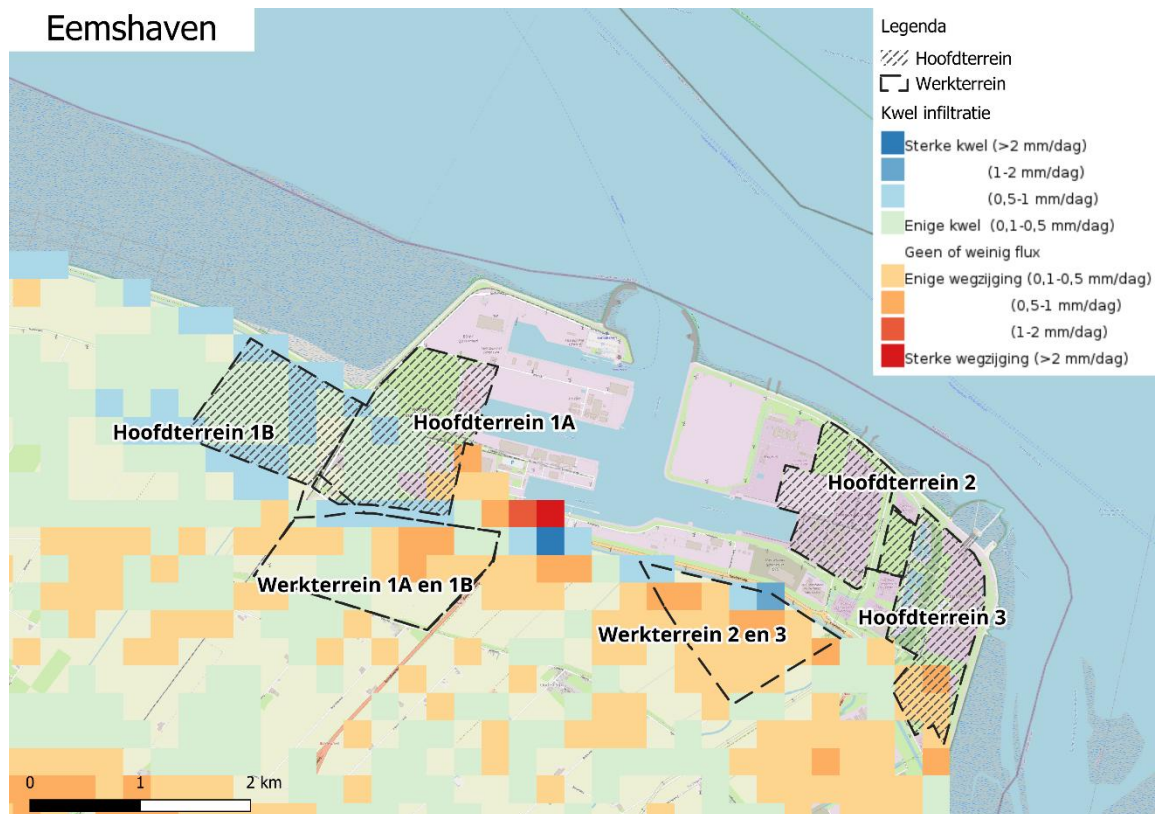 Eemshaven
Legenda
Hoofdterrein
Werkterrein
Kwel infiltratie
Sterke kwel (>2 mm/dag)
(1-2 mm/dag)
(0,5-1 mm/dag)
Enige kwel (0,1-0,5 mm/dag)
Geen of weinig flux
Enige wegzijging (0,1-0,5 mm/dag)
(0,5-1 mm/dag)
(1-2 mm/dag)
Sterke wegzijging (>2 mm/dag)
Hoofdterrein 1B
Hoofdterrein 1A
Hoofdterrein 2
Werkterrein 1A en 1B
Werkterrein 2 en 3
Hoofdterrein 3
0 1 2 km